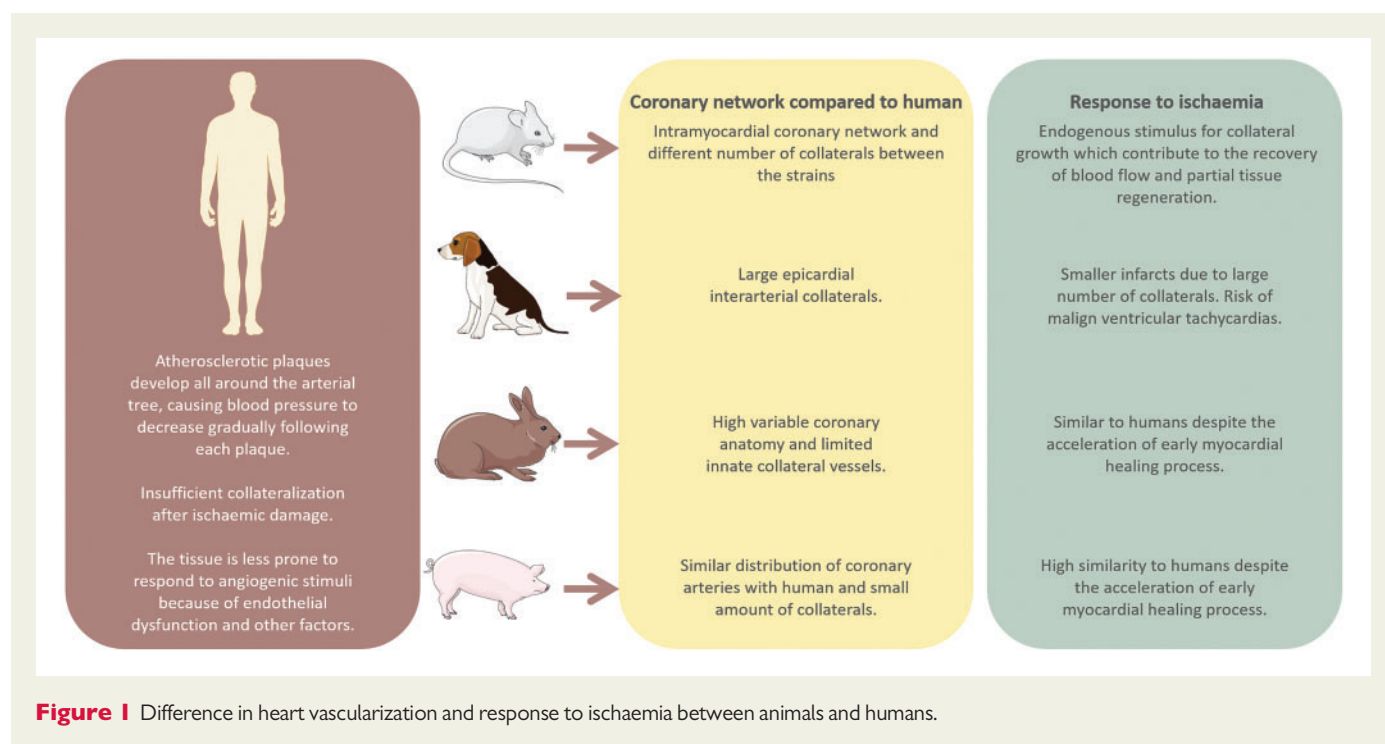 Atherosclerotic plaques
develop all around the arterial
tree, causing blood pressure to
decrease gradually following
each plaque.
Insufficient collateralization
after ischaemic damage.
The tissue is less prone to
respond to angiogenic stimuli
because of endothelial
dysfunction and other factors.
Coronary network compared to human
Intramyocardial coronary network and
different number of collaterals between
the strains
Large epicardial
interarterial collaterals.
High variable coronary
anatomy and limited
innate collateral vessels.
Similar distribution of coronary
arteries with human and small
amount of collaterals.
Response to ischaemia
Endogenous stimulus for collateral
growth which contribute to the recovery
of blood flow and partial tissue
regeneration.
Smaller infarcts due to large
number of collaterals. Risk of
malign ventricular tachycardias.
Similar to humans despite the
acceleration of early myocardial
healing process.
High similarity to humans despite
the acceleration of early
myocardial healing process.
Figure 1 Difference in heart vascularization and response to ischaemia between animals and humans.